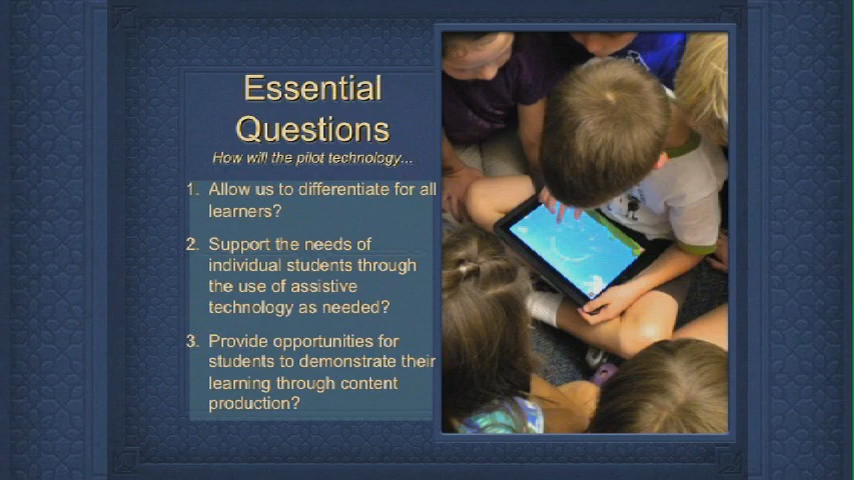 Essential
Questions
How will the pilot technology...
1. Allow us to differentiate for all
learners?
2. Support the needs of
individual students through
the use of assistive
technology as needed?
3. Provide opportunities for
students to demonstrate their
learning through content
production?